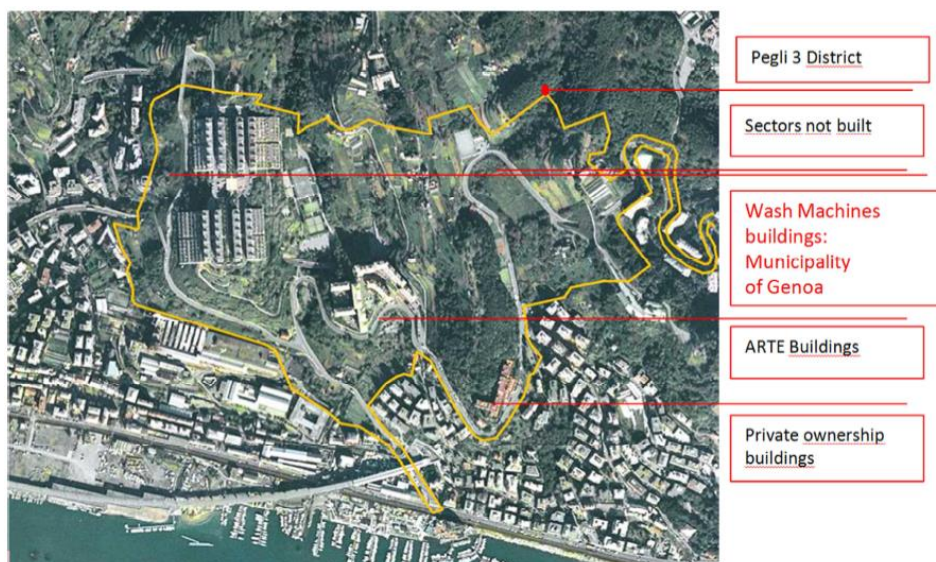 Pegli 3 District
Sectors not built
Wash Machines
buildings:
Municipality
of Genoa
ARTE Buildings
Private ownership
buildings